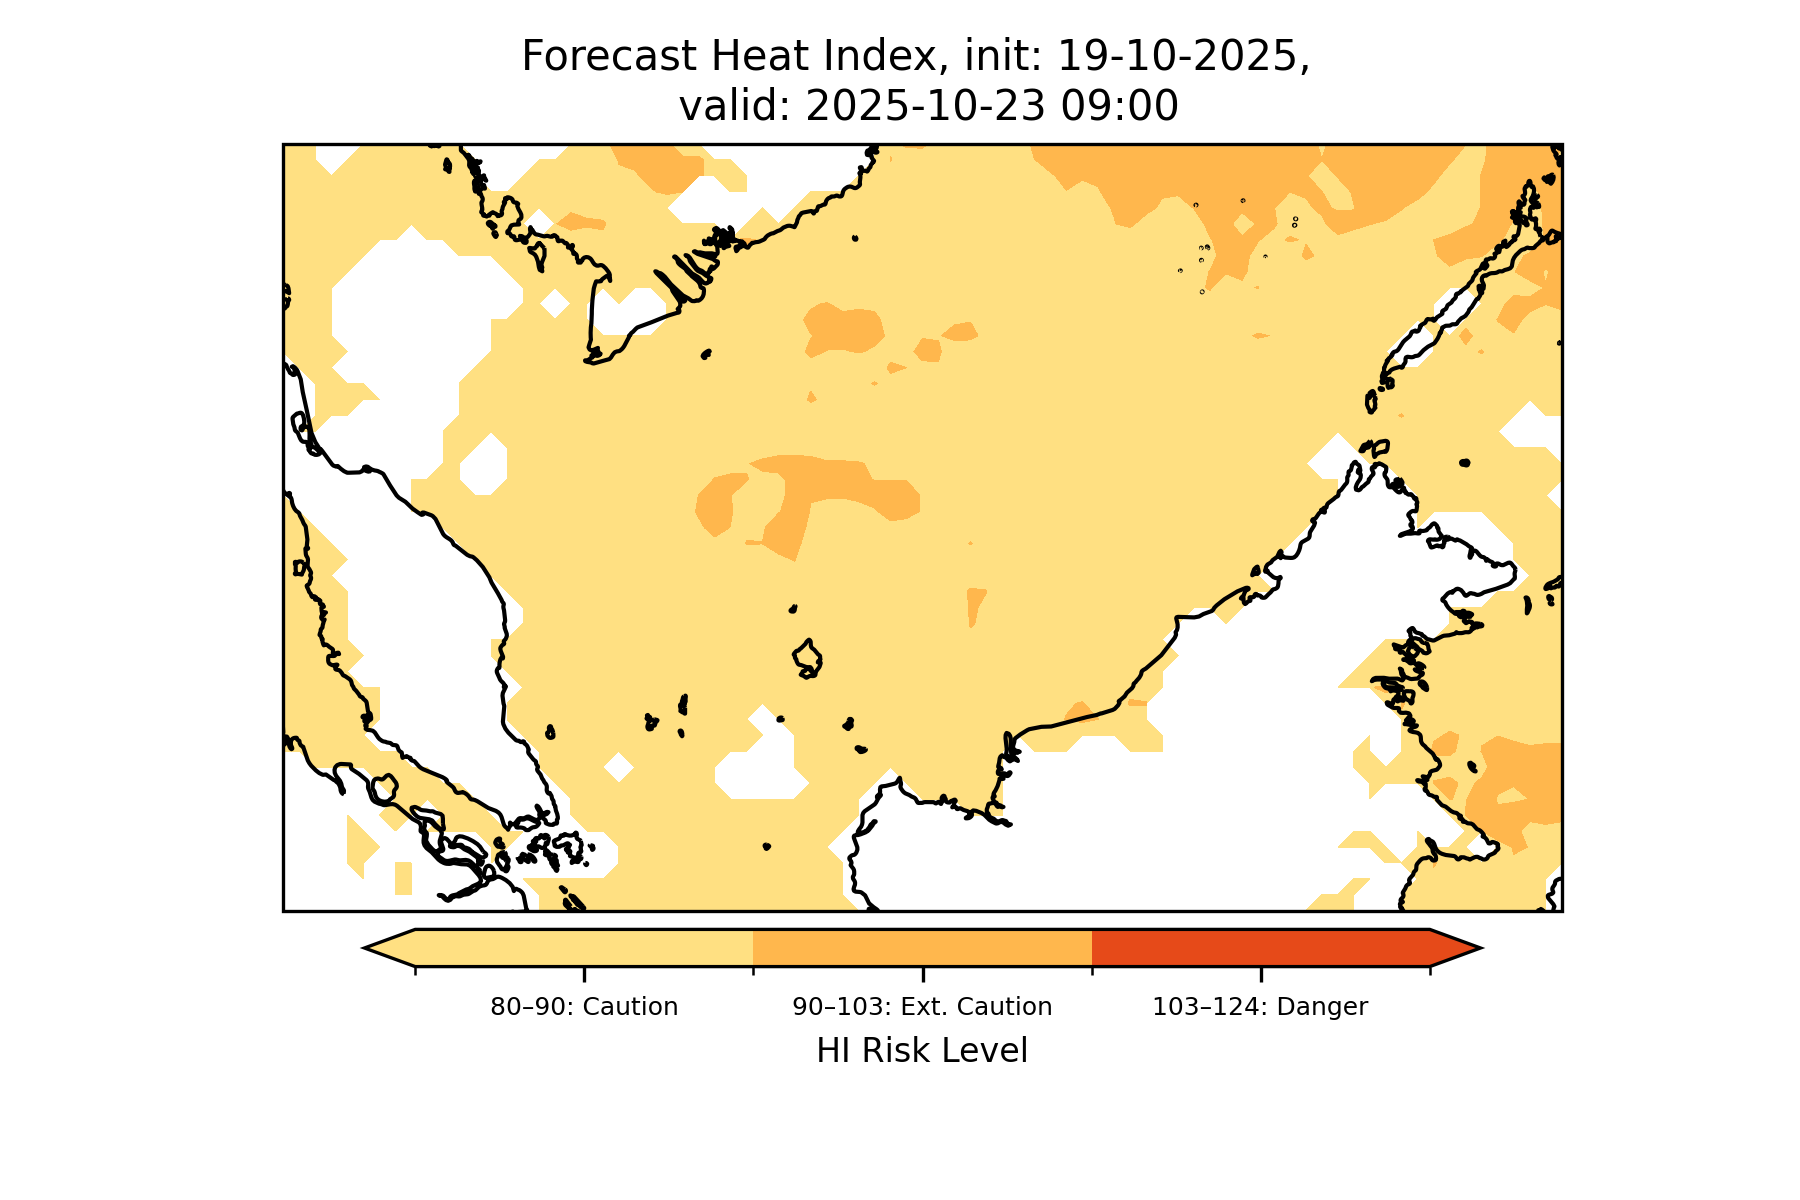 Forecast Heat Index, init: 19-10-2025,
valid: 2025-10-23 09:00
80–90: Caution
90–103: Ext. Caution
103–124: Danger
HI Risk Level